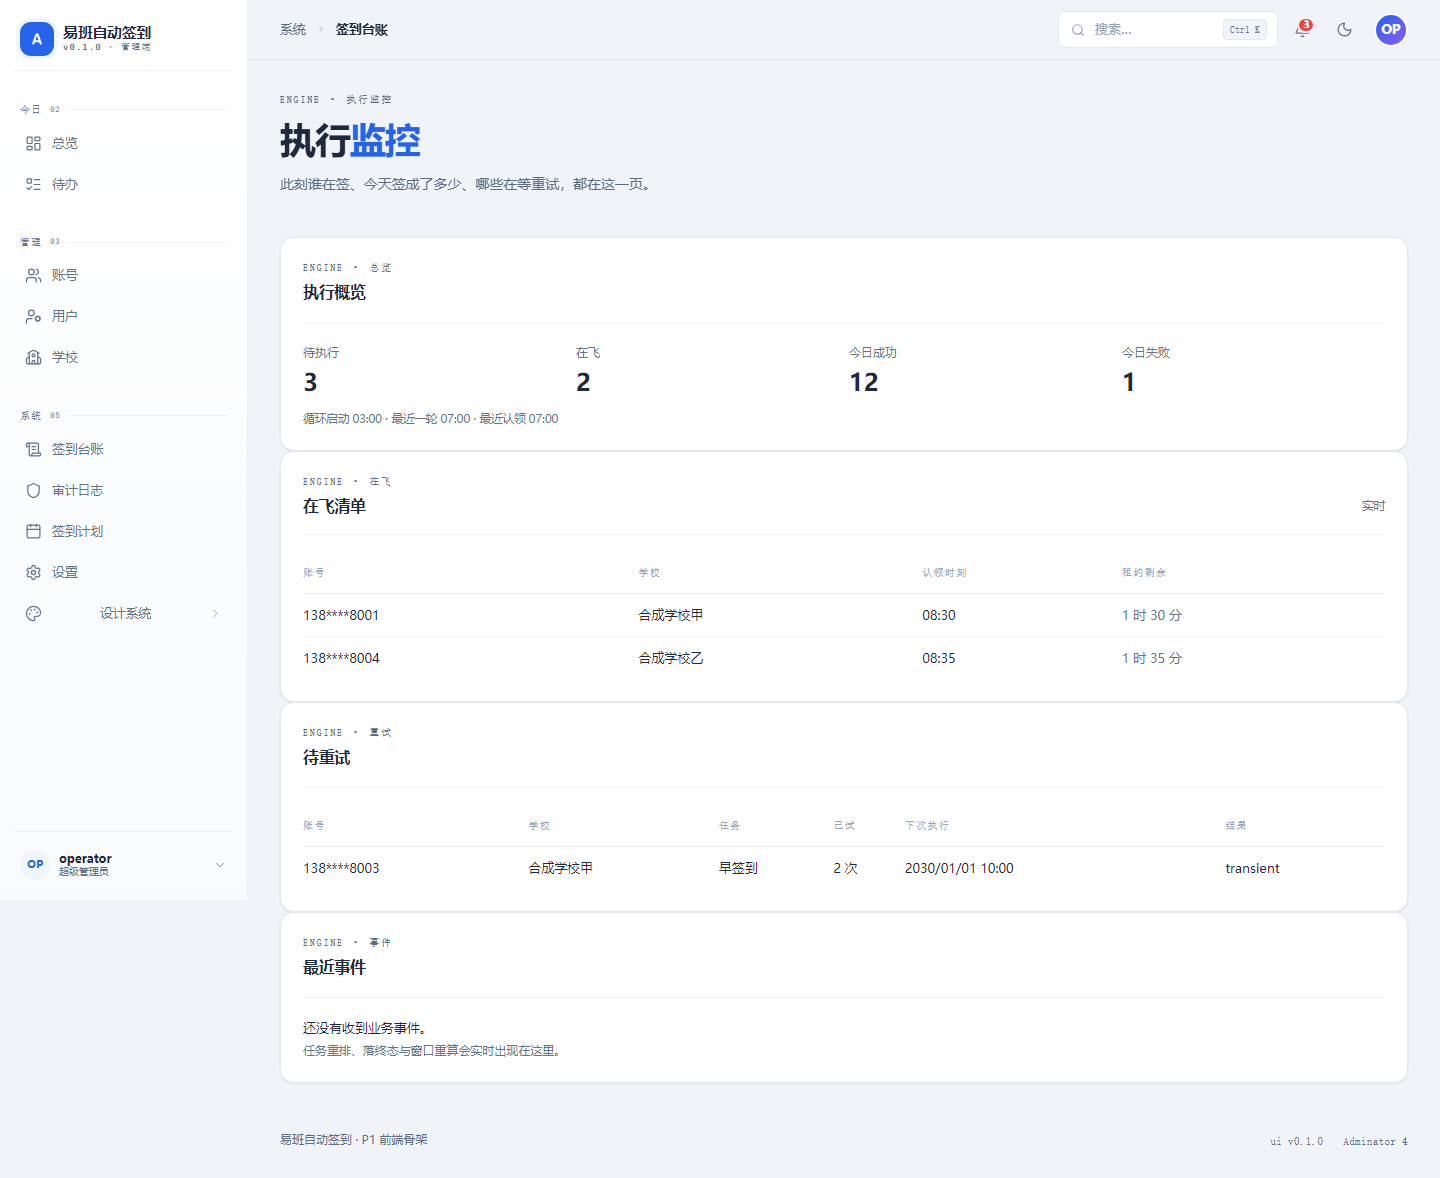 A
易班自动签到
v0.1.0 · 管理端
今日 02
总览
待办
管理 03
账号
用户
学校
系统 05
签到台账
审计日志
签到计划
设置
设计系统
OP
operator
超级管理员
系统 › 签到台账
搜索... Ctrl K
3
OP
ENGINE · 执行监控
执行监控
此刻谁在签、今天签成了多少、哪些在等重试，都在这一页。
ENGINE · 总览
执行概览
待执行 在飞 今日成功 今日失败
3 2 12 1
循环启动 03:00 · 最近一轮 07:00 · 最近认领 07:00
ENGINE · 在飞
在飞清单
实时
账号 学校 认领时刻 租约剩余
138****8001 合成学校甲 08:30 1 时 30 分
138****8004 合成学校乙 08:35 1 时 35 分
ENGINE · 重试
待重试
账号 学校 任务 已试 下次执行 结果
138****8003 合成学校甲 早签到 2 次 2030/01/01 10:00 transient
ENGINE · 事件
最近事件
还没有收到业务事件。
任务重排、落终态与窗口重算会实时出现在这里。
易班自动签到 · P1 前端骨架
ui v0.1.0 Adminator 4